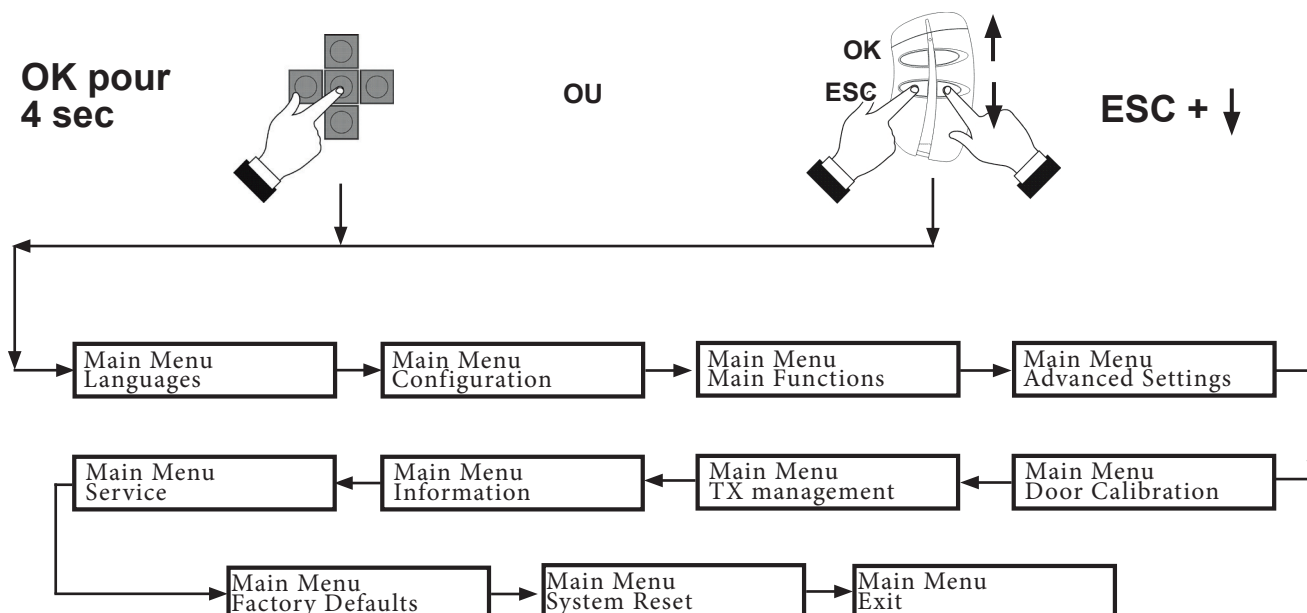 OK pour
4 sec
OU
OK
ESC
ESC +
Main Menu
Languages
Main Menu
Configuration
Main Menu
Main Functions
Main Menu
Advanced Settings
Main Menu
Door Calibration
Main Menu
TX management
Main Menu
Information
Main Menu
Service
Main Menu
Factory Defaults
Main Menu
System Reset
Main Menu
Exit